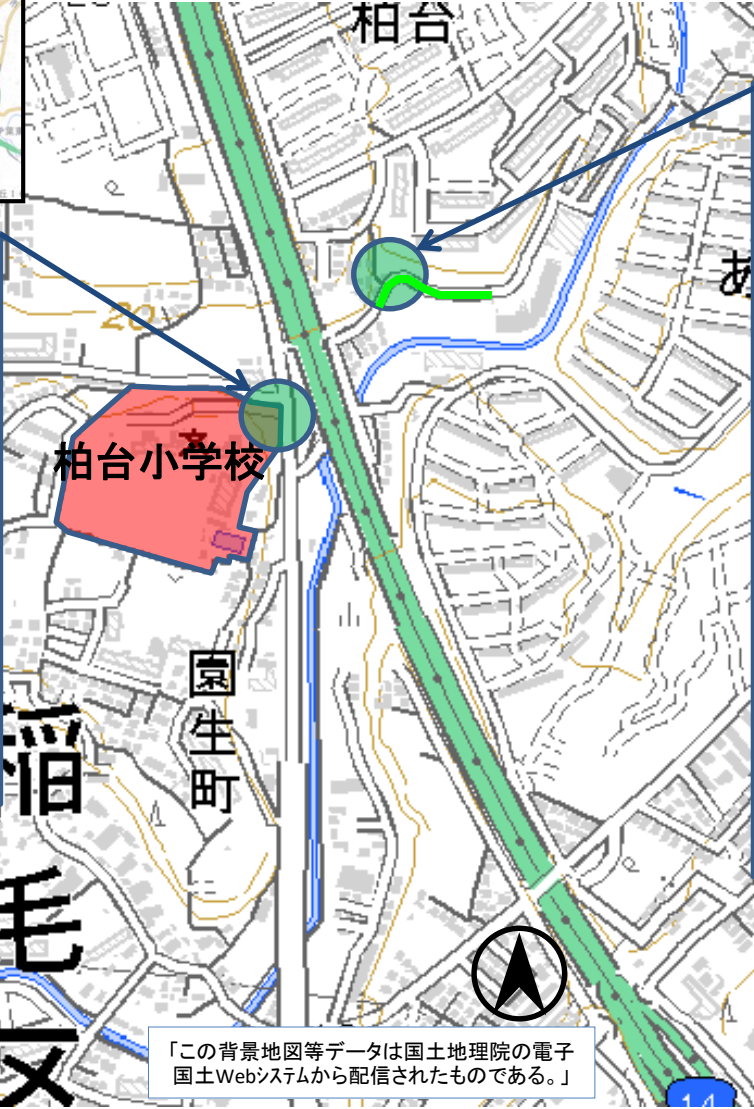 柏台
あ
20
柏台小学校
文
園生町
稲毛区
「この背景地図等データは国土地理院の電子
国土Webシステムから配信されたものである。」
14